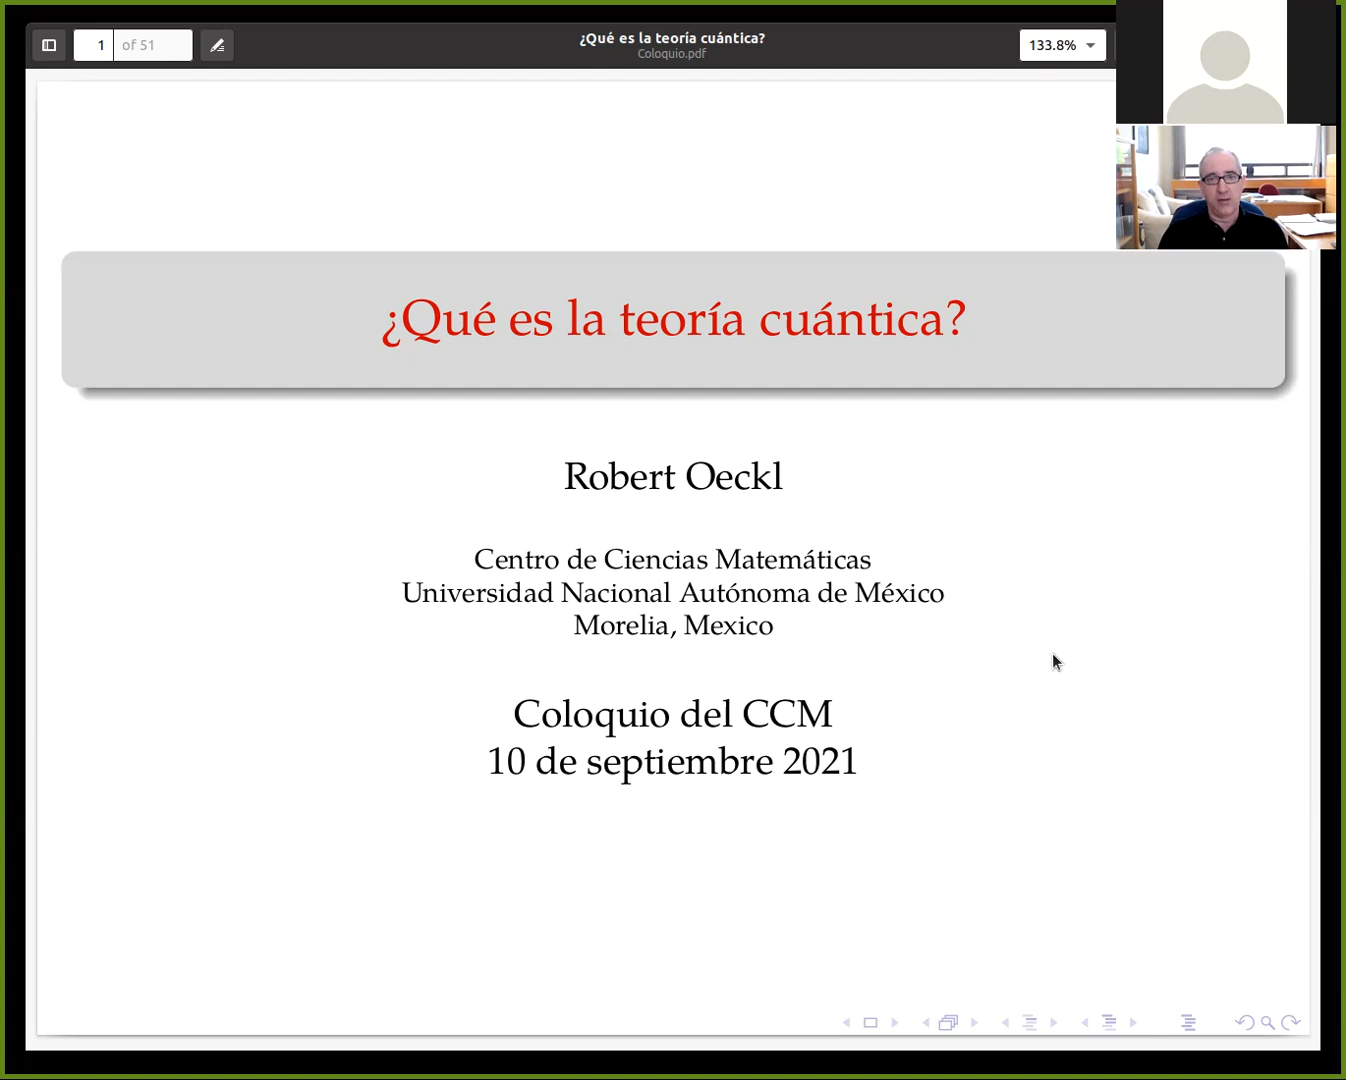 1 of 51
¿Qué es la teoría cuántica?
Coloquio.pdf
133.8%
¿Qué es la teoría cuántica?
Robert Oeckl
Centro de Ciencias Matemáticas
Universidad Nacional Autónoma de México
Morelia, Mexico
Coloquio del CCM
10 de septiembre 2021